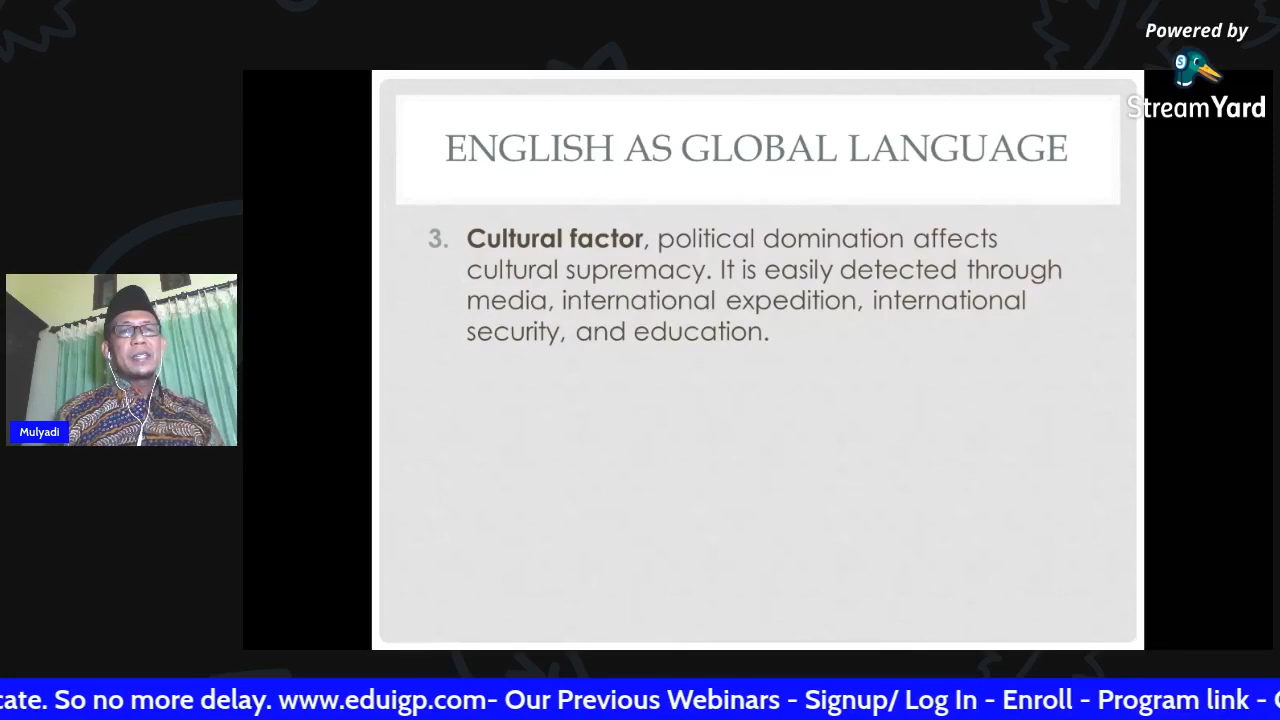 Powered by
StreamYard
ENGLISH AS GLOBAL LANGUAGE
3. Cultural factor, political domination affects
cultural supremacy. It is easily detected through
media, international expedition, international
security, and education.
Mulyadi
cate. So no more delay. www.eduigp.com- Our Previous Webinars - Signup/ Log In - Enroll - Program link -